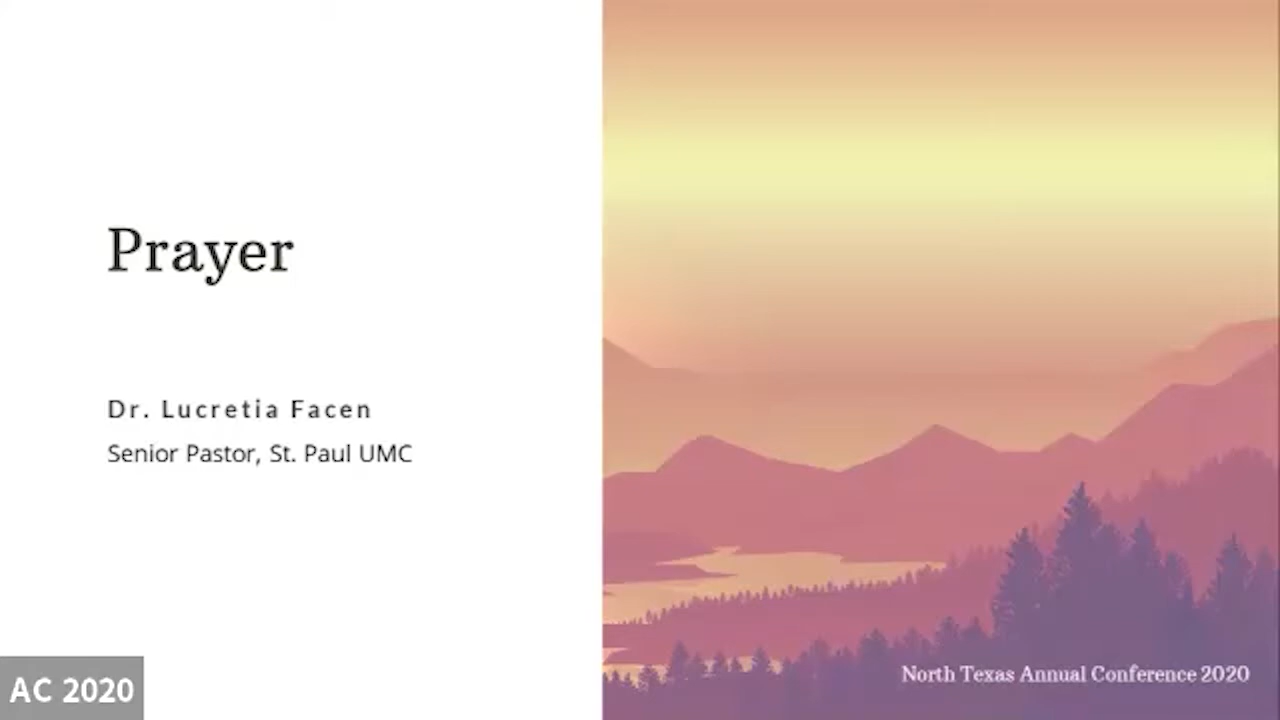 Prayer
Dr. Lucretia Facen
Senior Pastor, St. Paul UMC
AC 2020
North Texas Annual Conference 2020